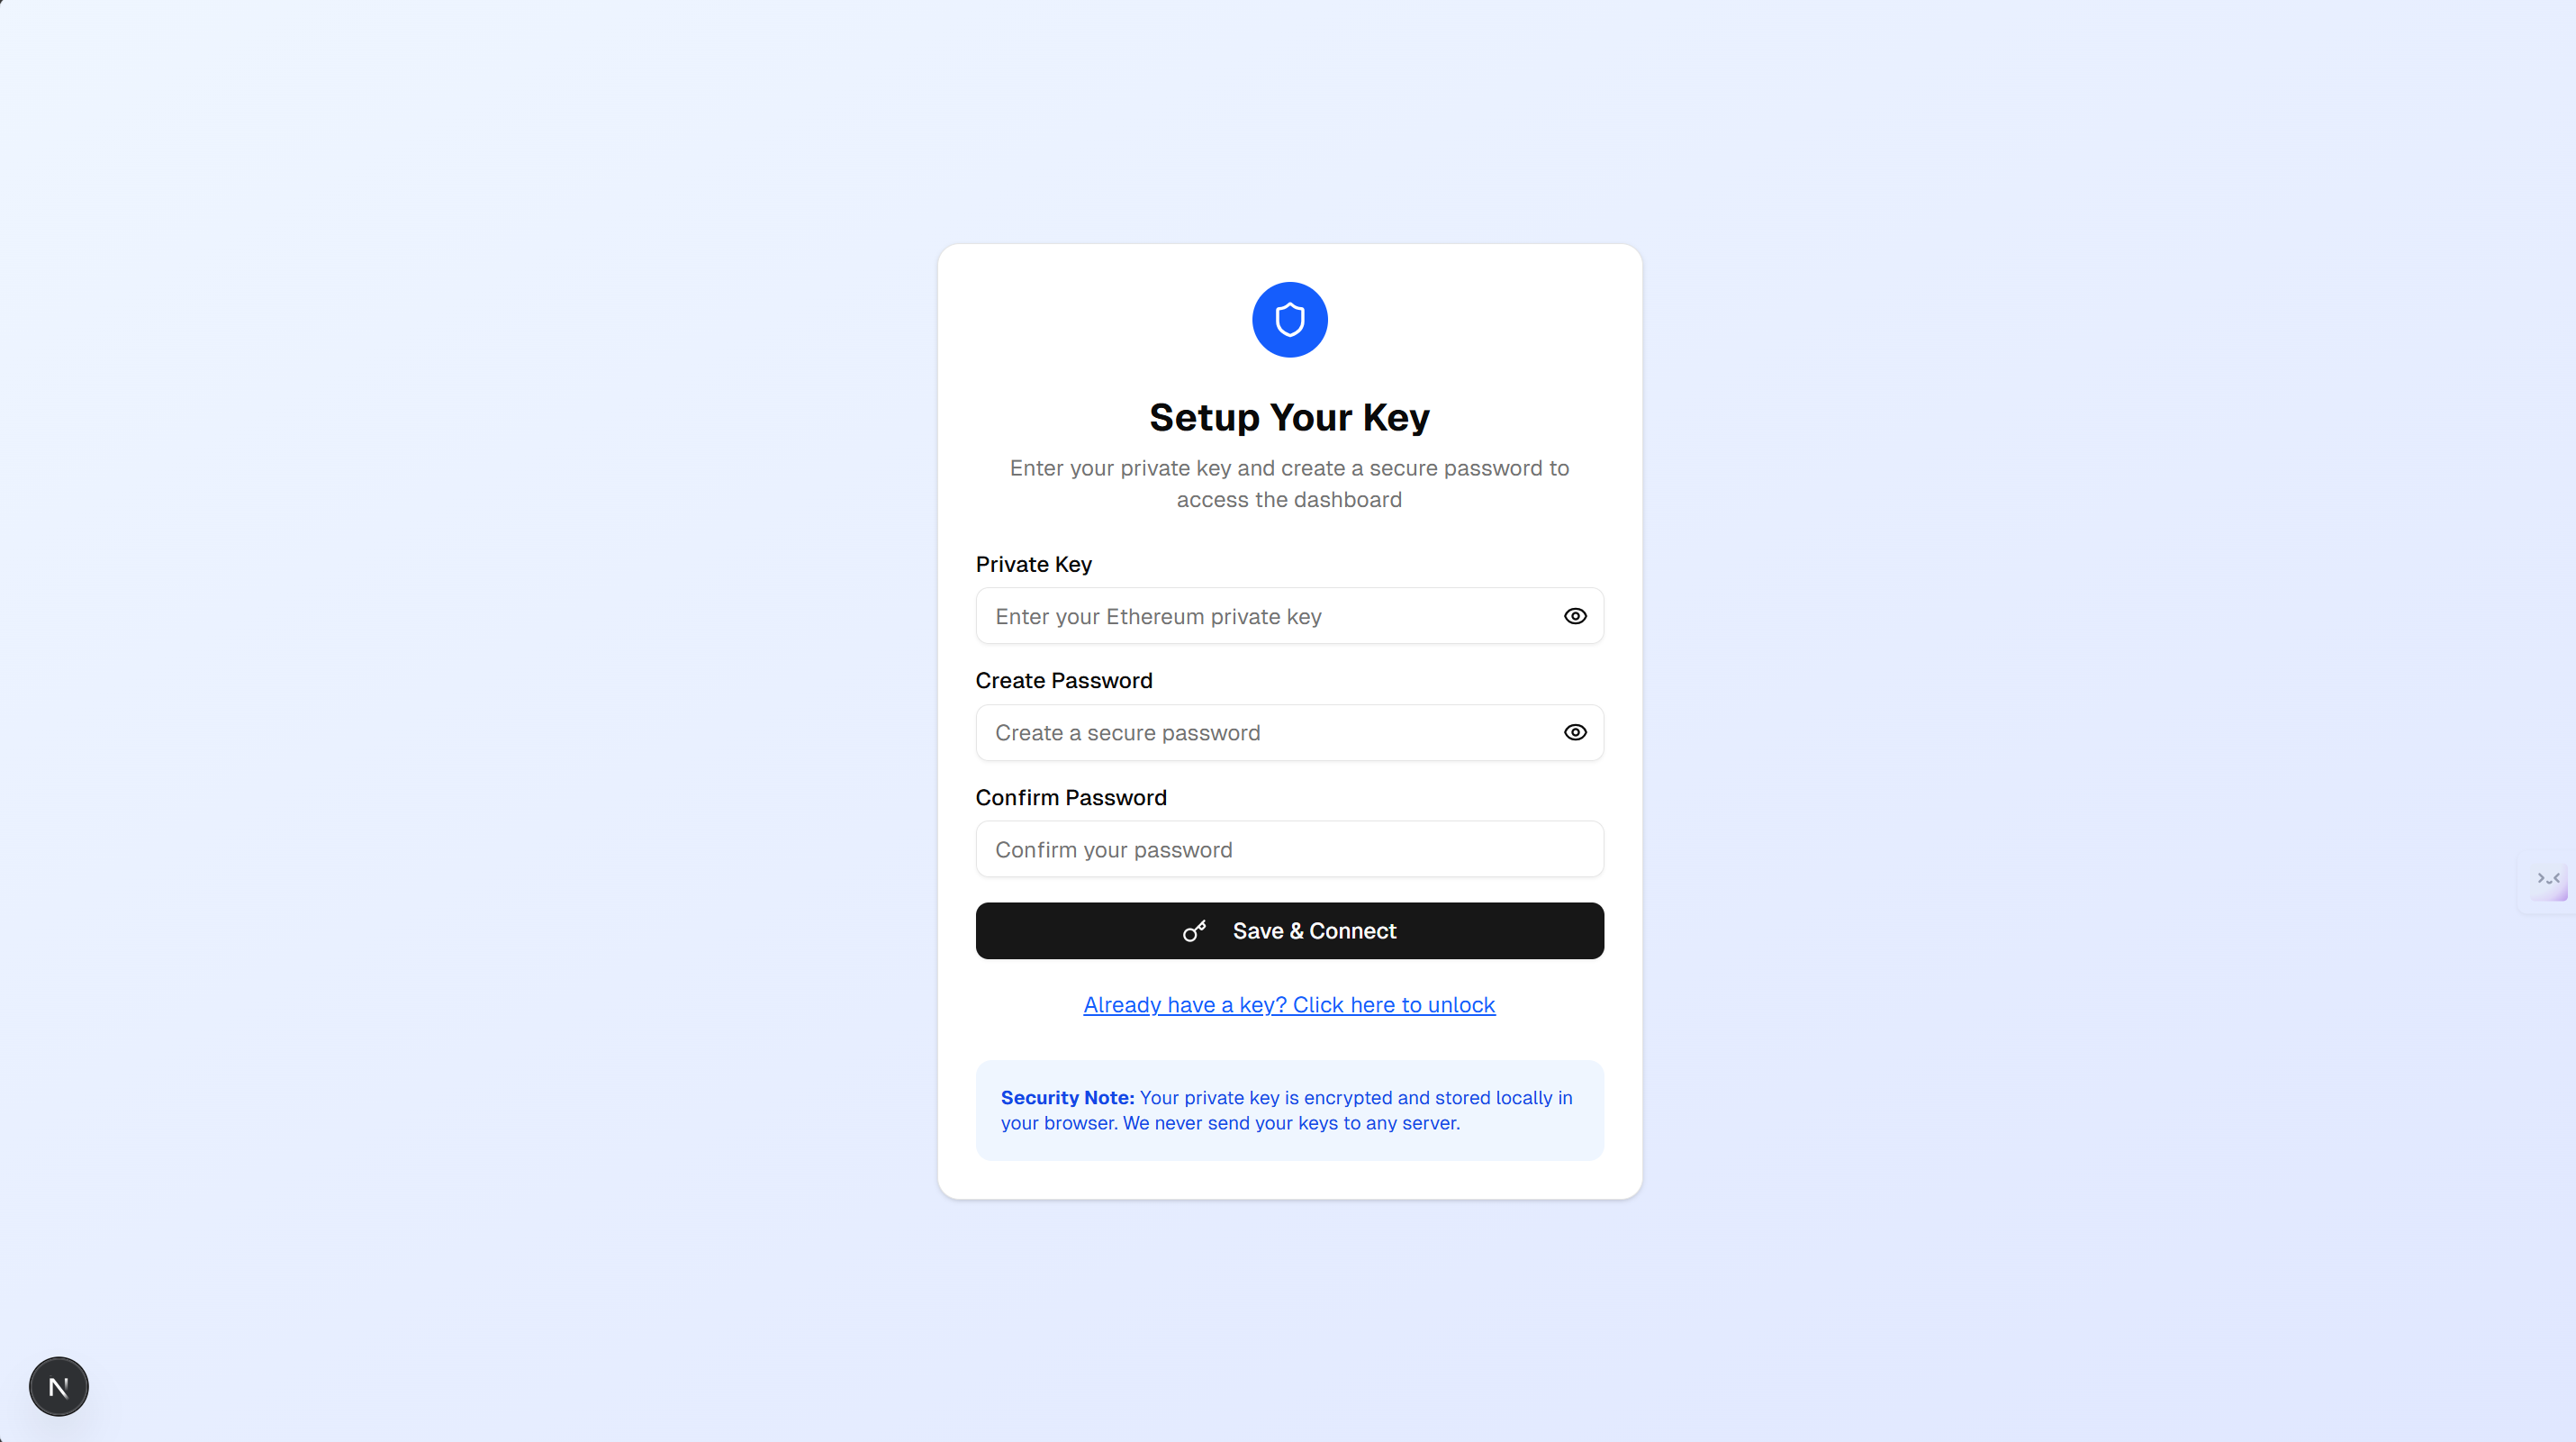 Setup Your Key
Enter your private key and create a secure password to
access the dashboard
Private Key
Enter your Ethereum private key
Create Password
Create a secure password
Confirm Password
Confirm your password
Save & Connect
Already have a key? Click here to unlock
Security Note: Your private key is encrypted and stored locally in
your browser. We never send your keys to any server.
N